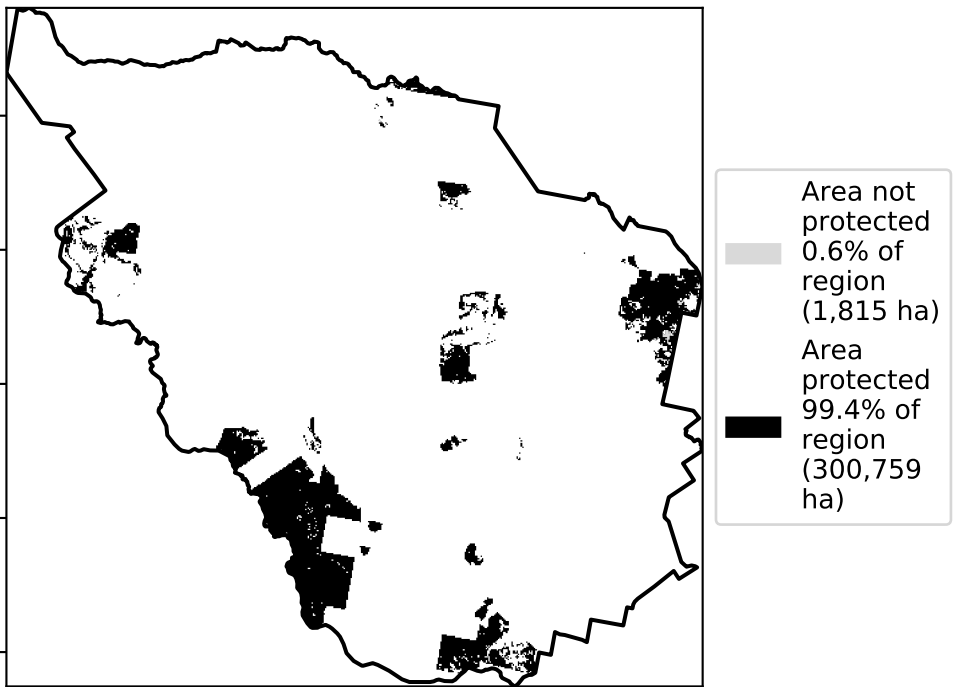 Area not
protected
0.6% of
region
(1,815 ha)
Area
protected
99.4% of
region
(300,759
ha)